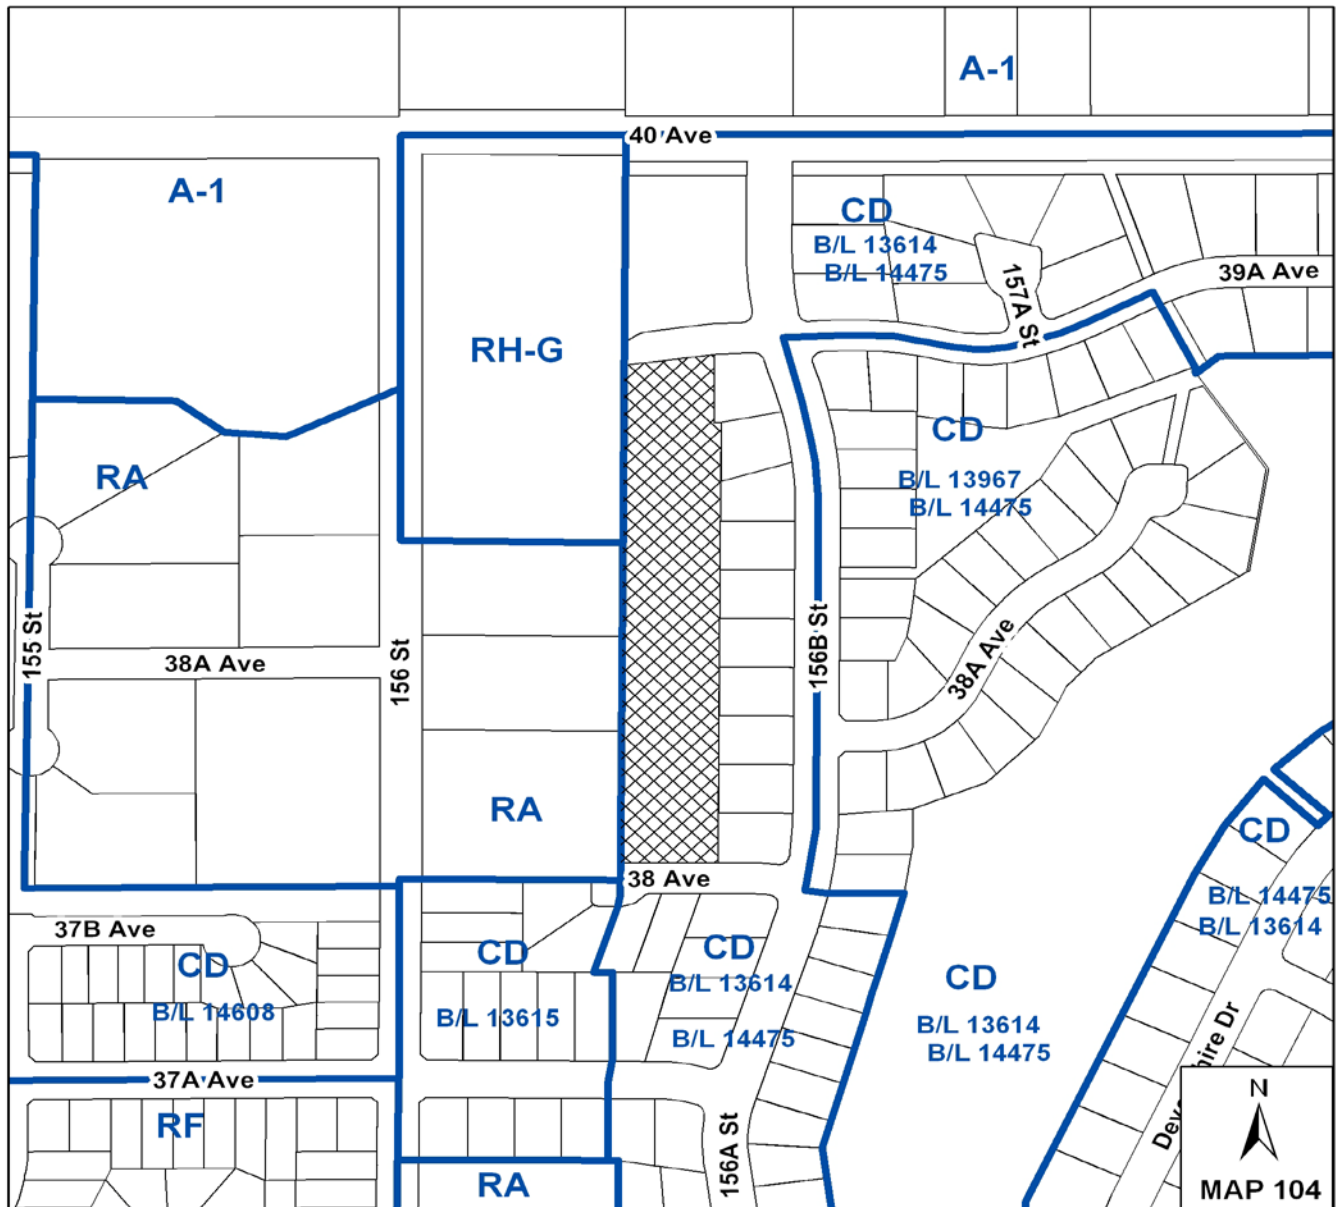 A-1
40 Ave
A-1
CD
B/L 13614
B/L 14475
39A Ave
157A St
RH-G
CD
B/L 13967
B/L 14475
RA
155 St
38A Ave
156 St
156B St
38A Ave
RA
CD
B/L 14475
B/L 13614
38 Ave
37B Ave
CD
B/L 14608
CD
B/L 13615
CD
B/L 13614
B/L 14475
CD
B/L 13614
B/L 14475
37A Ave
RF
156A St
hire Dr
RA
N
MAP 104